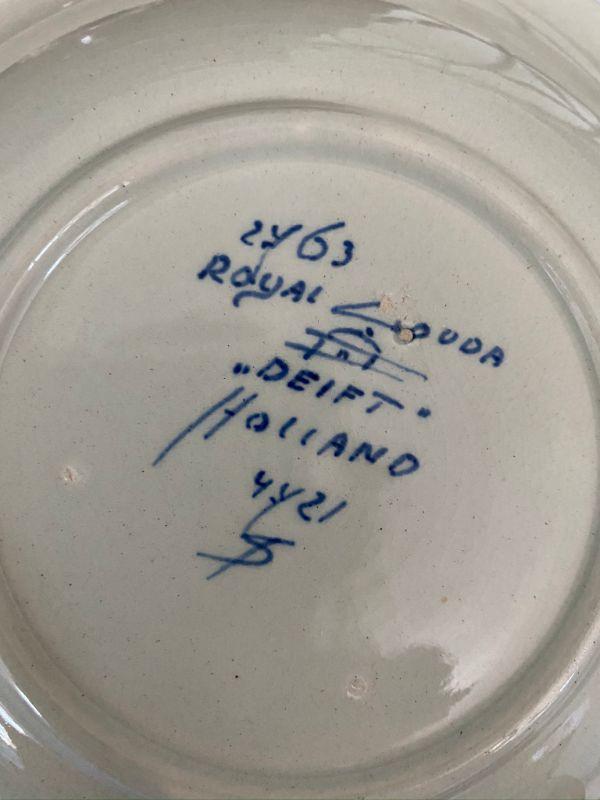 2463
ROYAL GOUDA
"DELFT"
HOLLAND
4421